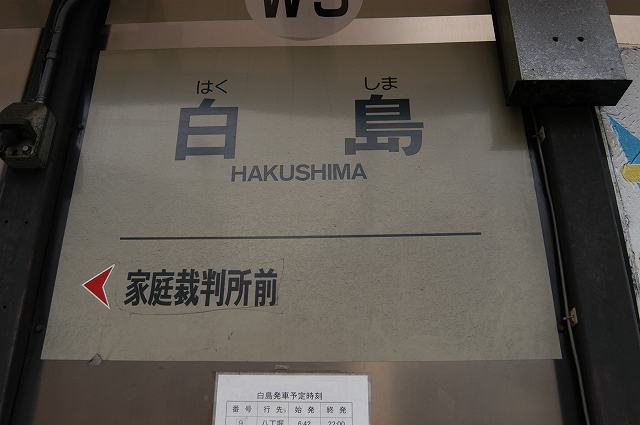 はく しま
白 島
HAKUSHIMA
家庭裁判所前
白島発車予定時刻
番号 行先 始発 終発
9 八丁堀 6:42 22:00